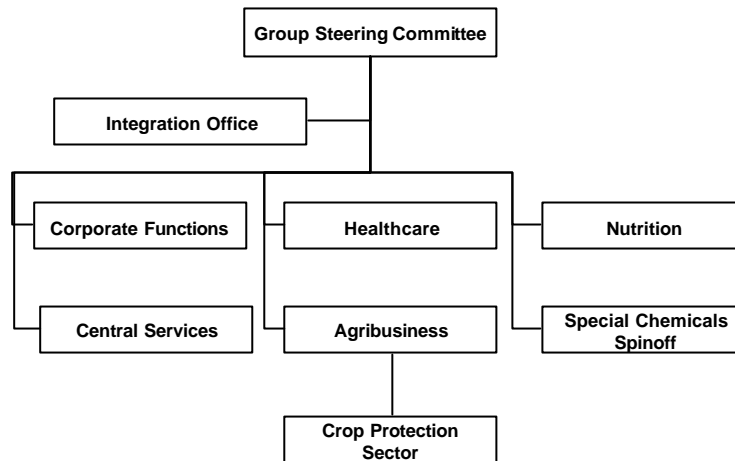 Group Steering Committee
Integration Office
Corporate Functions
Healthcare
Nutrition
Central Services
Agribusiness
Special Chemicals
Spinoff
Crop Protection
Sector